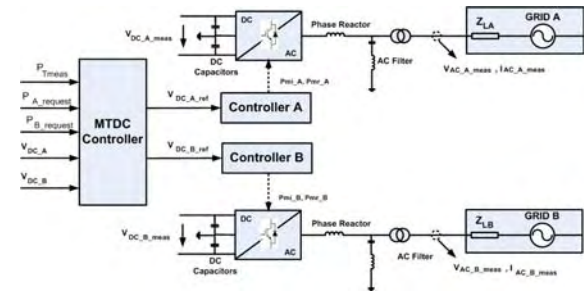 DC
Phase Reactor
GRID A
Z_LA
V_DC_A_meas
AC
DC
Capacitors
AC Filter
V_AC_A_meas , I_AC_A_meas
P_Tmeas
Pmi_A, Pmr_A
P_A_request
V_DC_A_ref
Controller A
P_B_request
MTDC
Controller
V_DC_A
V_DC_B_ref
Controller B
V_DC_B
Pmi_B, Pmr_B
DC
Phase Reactor
GRID B
Z_LB
V_DC_B_meas
AC
DC
Capacitors
AC Filter
V_AC_B_meas , I_AC_B_meas